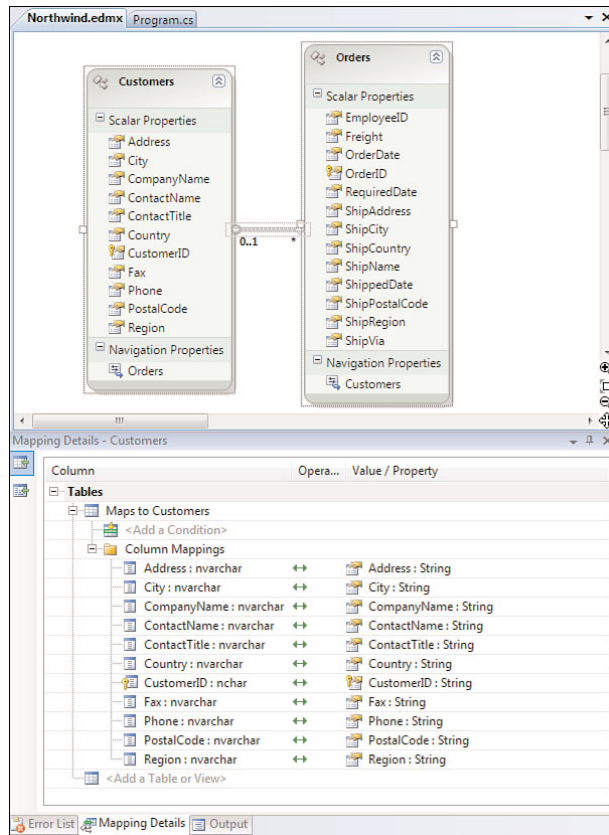 Northwind.edmx Program.cs
Customers
Scalar Properties
Address
City
CompanyName
ContactName
ContactTitle
Country
CustomerID
Fax
Phone
PostalCode
Region
Navigation Properties
Orders
0..1 *
Orders
Scalar Properties
EmployeeID
Freight
OrderDate
OrderID
RequiredDate
ShipAddress
ShipCity
ShipCountry
ShipName
ShippedDate
ShipPostalCode
ShipRegion
ShipVia
Navigation Properties
Customers
Mapping Details - Customers
Column Opera... Value / Property
Tables
Maps to Customers
<Add a Condition>
Column Mappings
Address : nvarchar Address : String
City : nvarchar City : String
CompanyName : nvarchar CompanyName : String
ContactName : nvarchar ContactName : String
ContactTitle : nvarchar ContactTitle : String
Country : nvarchar Country : String
CustomerID : nchar CustomerID : String
Fax : nvarchar Fax : String
Phone : nvarchar Phone : String
PostalCode : nvarchar PostalCode : String
Region : nvarchar Region : String
<Add a Table or View>
Error List Mapping Details Output